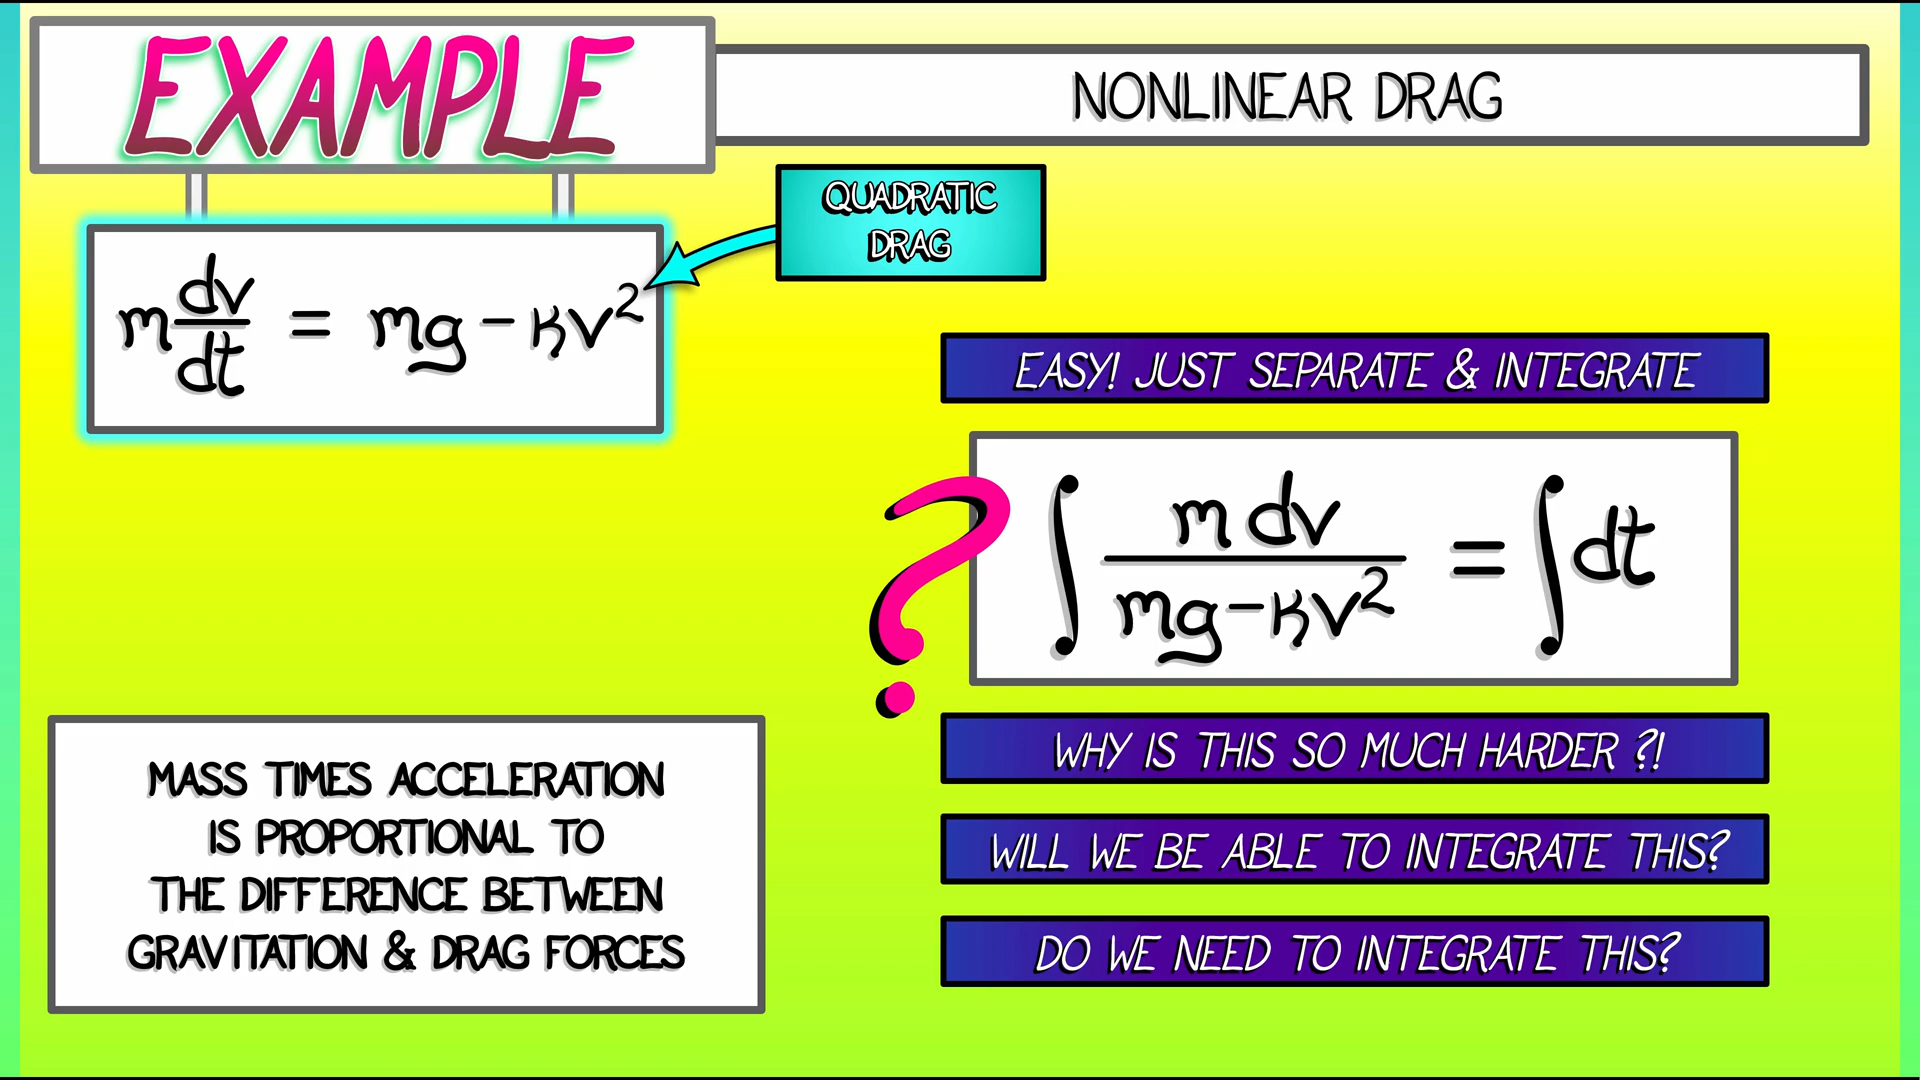 EXAMPLE
NONLINEAR DRAG
QUADRATIC
DRAG
m dv/dt = mg - κv²
EASY! JUST SEPARATE & INTEGRATE
∫ m dv / (mg - κv²) = ∫ dt
?
WHY IS THIS SO MUCH HARDER ?!
WILL WE BE ABLE TO INTEGRATE THIS?
DO WE NEED TO INTEGRATE THIS?
MASS TIMES ACCELERATION
IS PROPORTIONAL TO
THE DIFFERENCE BETWEEN
GRAVITATION & DRAG FORCES